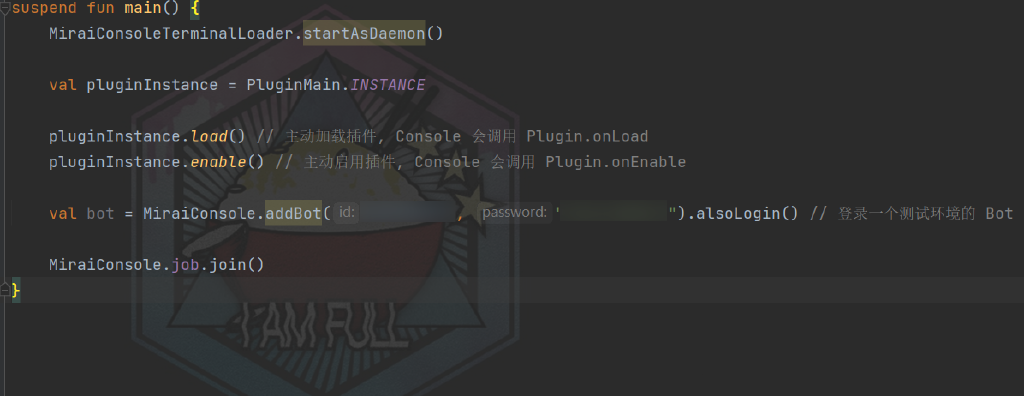 suspend fun main() {
MiraiConsoleTerminalLoader.startAsDaemon()
val pluginInstance = PluginMain.INSTANCE
pluginInstance.load() // 主动加载插件, Console 会调用 Plugin.onLoad
pluginInstance.enable() // 主动启用插件, Console 会调用 Plugin.onEnable
val bot = MiraiConsole.addBot( id: , password: " ").alsoLogin() // 登录一个测试环境的 Bot
MiraiConsole.job.join()
}
I AM FULL